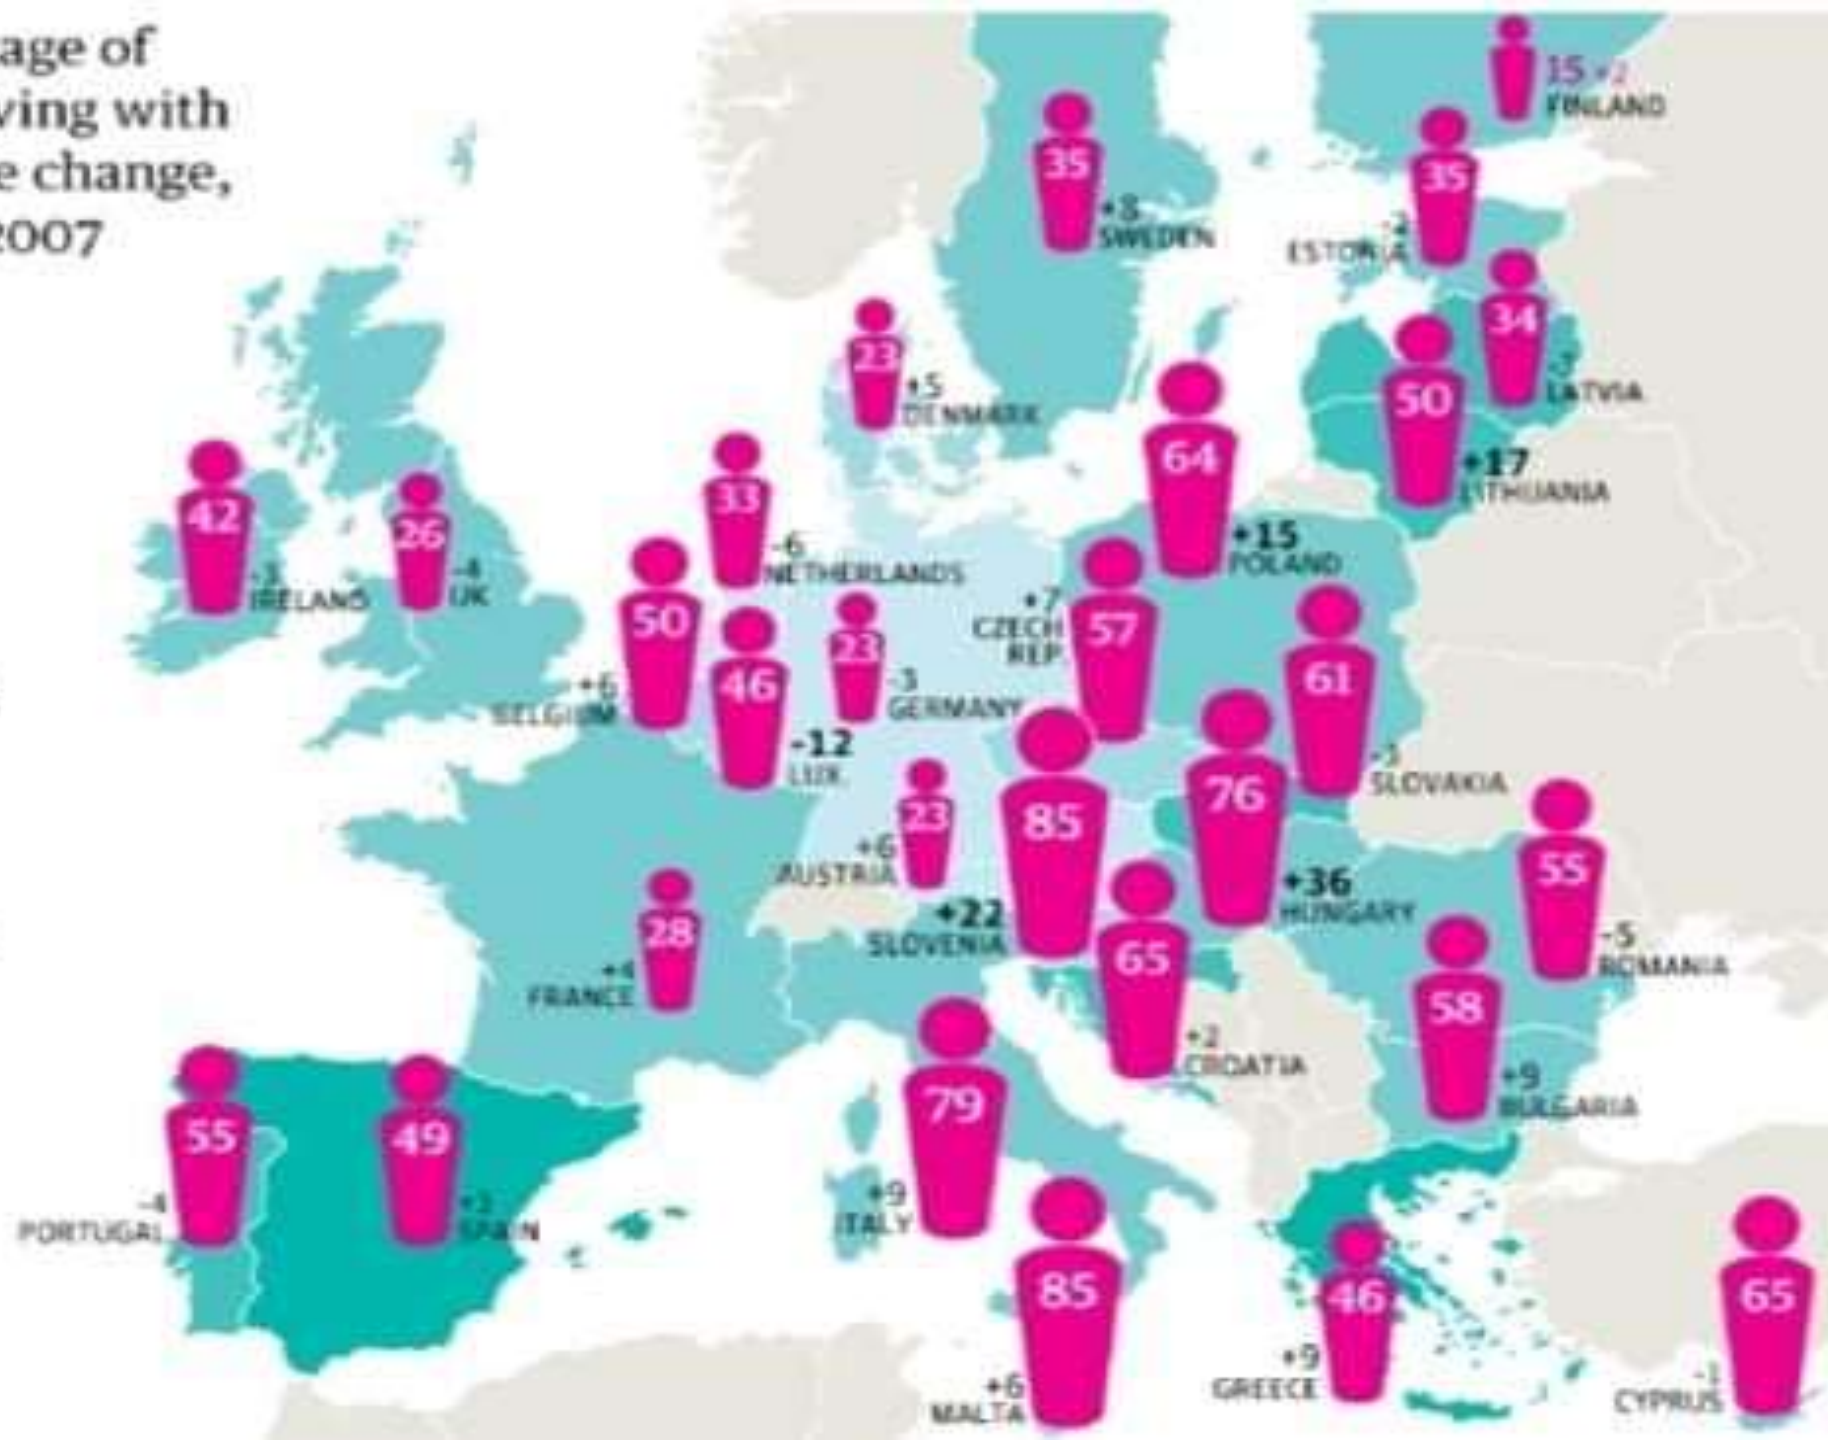 age of
ving with
e change,
2007
15 +2
FINLAND
35
+8
SWEDEN
35
ESTONIA
34
LATVIA
23
+5
DENMARK
50
+17
LITHUANIA
64
+15
POLAND
42
-3
IRELAND
26
-4
UK
33
-6
NETHERLANDS
50
+6
BELGIUM
46
-12
LUX.
23
-3
GERMANY
+7
CZECH
REP.
57
61
-3
SLOVAKIA
76
+36
HUNGARY
85
+22
SLOVENIA
23
+6
AUSTRIA
28
+4
FRANCE
55
-5
ROMANIA
65
+2
CROATIA
58
+9
BULGARIA
55
-4
PORTUGAL
49
SPAIN
79
+9
ITALY
85
+6
MALTA
46
+9
GREECE
65
-1
CYPRUS